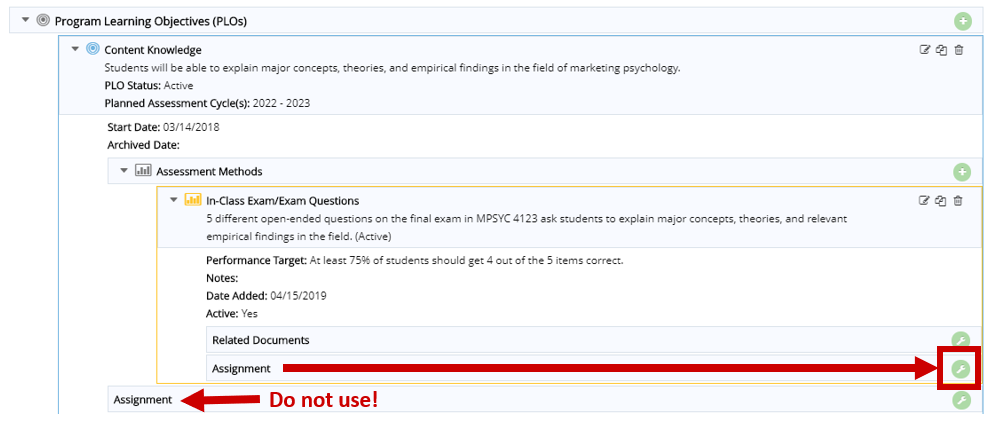 Program Learning Objectives (PLOs)
Content Knowledge
Students will be able to explain major concepts, theories, and empirical findings in the field of marketing psychology.
PLO Status: Active
Planned Assessment Cycle(s): 2022 - 2023
Start Date: 03/14/2018
Archived Date:
Assessment Methods
In-Class Exam/Exam Questions
5 different open-ended questions on the final exam in MPSYC 4123 ask students to explain major concepts, theories, and relevant
empirical findings in the field. (Active)
Performance Target: At least 75% of students should get 4 out of the 5 items correct.
Notes:
Date Added: 04/15/2019
Active: Yes
Related Documents
Assignment
Assignment Do not use!